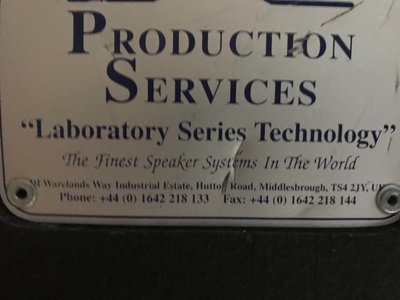 PRODUCTION
SERVICES
“Laboratory Series Technology”
The Finest Speaker Systems In The World
Warelands Way Industrial Estate, Hutton Road, Middlesbrough, TS4 2JY,
Phone: +44 (0) 1642 218 133 Fax: +44 (0) 1642 218 144